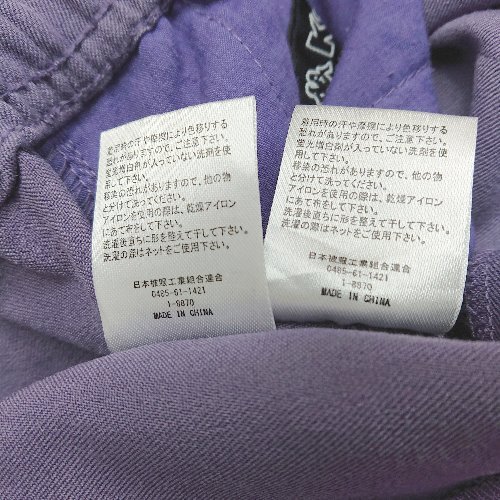 着用時の汗や摩擦により色移りする
恐れがありますので、ご注意下さい。
蛍光増白剤が入っていない洗剤を使
用して下さい。
移染の恐れがありますので、他の物
と分けて洗ってください。
アイロンを使用の際は、乾燥アイロン
にあて布をして下さい。
洗濯後直ちに形を整えて干して下さい。
洗濯の際はネットをご使用下さい。
日本被服工業組合連合
0485-61-1421
1-8870
MADE IN CHINA
着用時の汗や摩擦により色移りする
恐れがありますので、ご注意下さい。
蛍光増白剤が入っていない洗剤を使
用して下さい。
移染の恐れがありますので、他の物
と分けて洗ってください。
アイロンを使用の際は、乾燥アイロン
にあて布をして下さい。
洗濯後直ちに形を整えて干して下さい。
洗濯の際はネットをご使用下さい。
日本被服工業組合連合
0485-61-1421
1-8870
MADE IN CHINA